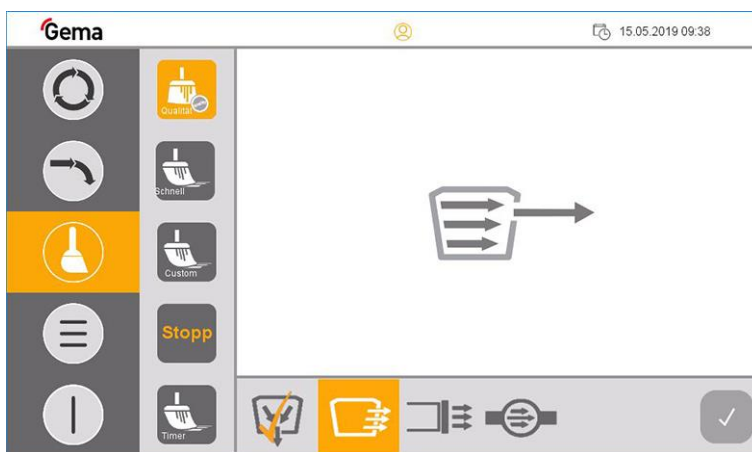 Gema
15.05.2019 09:38
Qualität
Schnell
Custom
Stopp
Timer